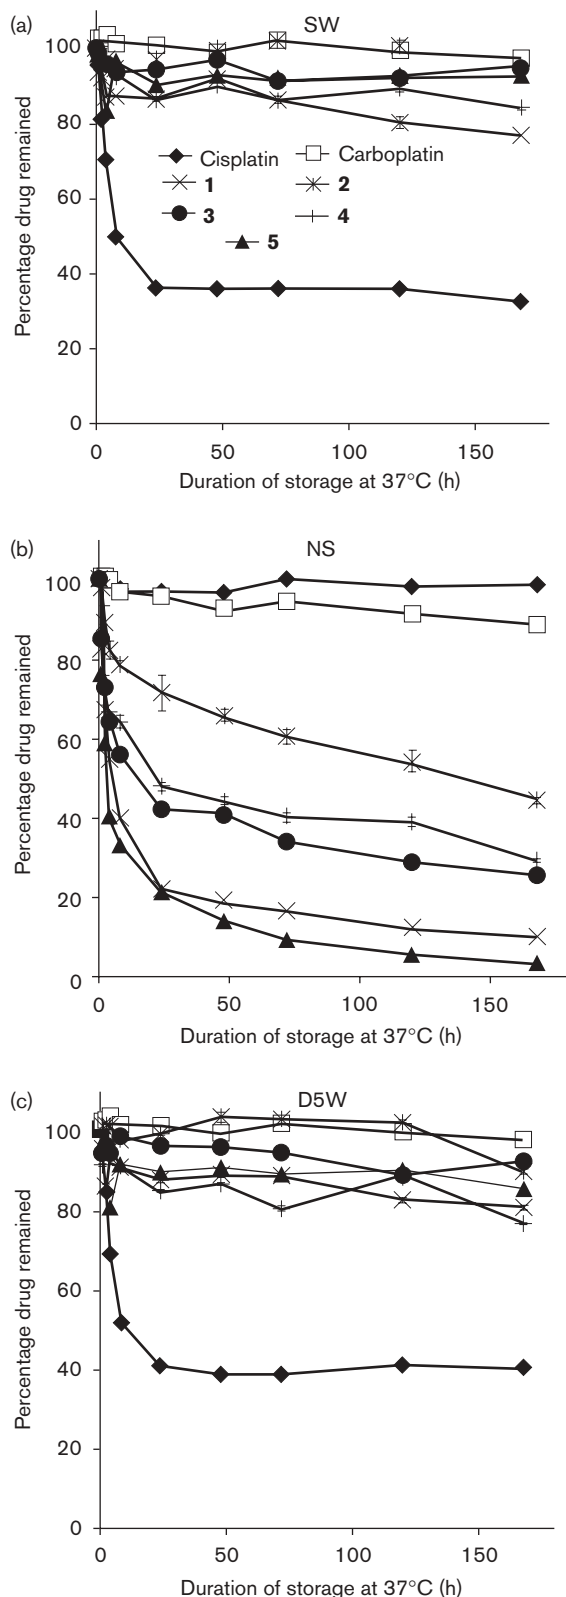 (a)
SW
100
80
60
40
20
0
Percentage drug remained
Cisplatin
Carboplatin
1
2
3
4
5
0
50
100
150
Duration of storage at 37°C (h)
(b)
NS
100
80
60
40
20
0
Percentage drug remained
0
50
100
150
Duration of storage at 37°C (h)
(c)
D5W
100
80
60
40
20
0
Percentage drug remained
0
50
100
150
Duration of storage at 37°C (h)